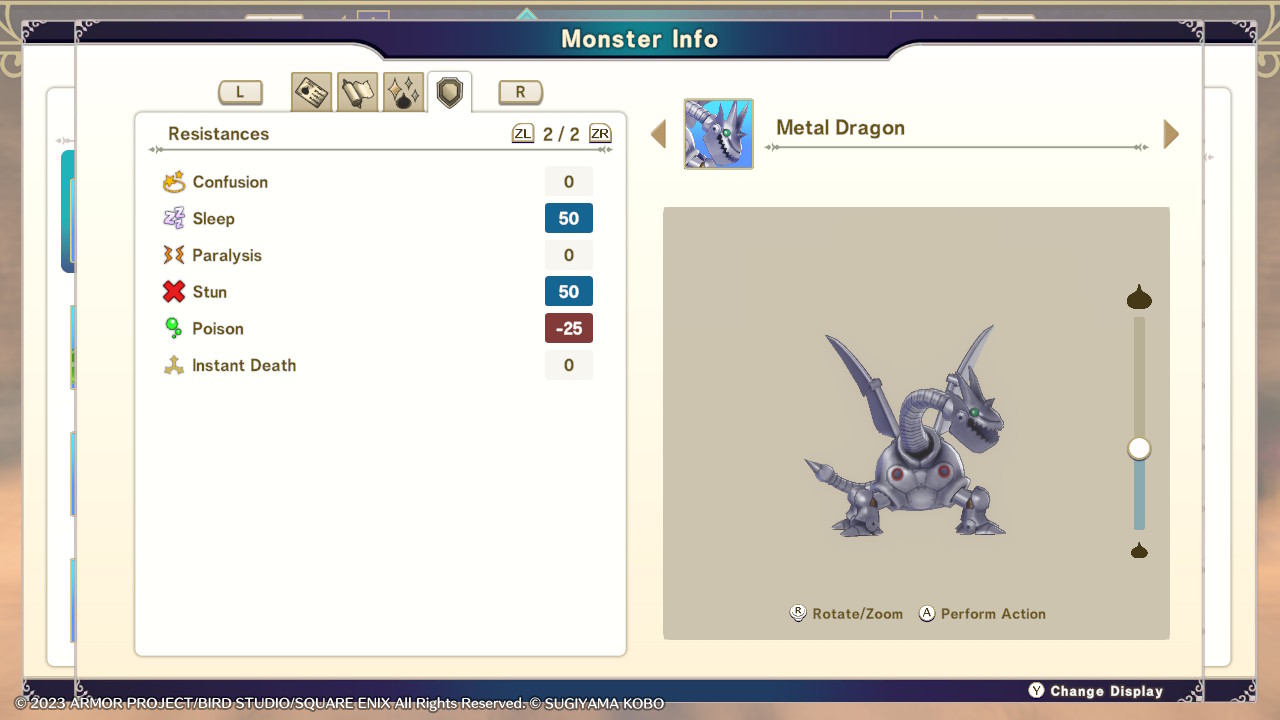 Monster Info
L
R
Resistances
ZL 2 / 2 ZR
Confusion 0
Sleep 50
Paralysis 0
Stun 50
Poison -25
Instant Death 0
Metal Dragon
R Rotate/Zoom A Perform Action
Y Change Display
© 2023 ARMOR PROJECT/BIRD STUDIO/SQUARE ENIX All Rights Reserved. © SUGIYAMA KOBO